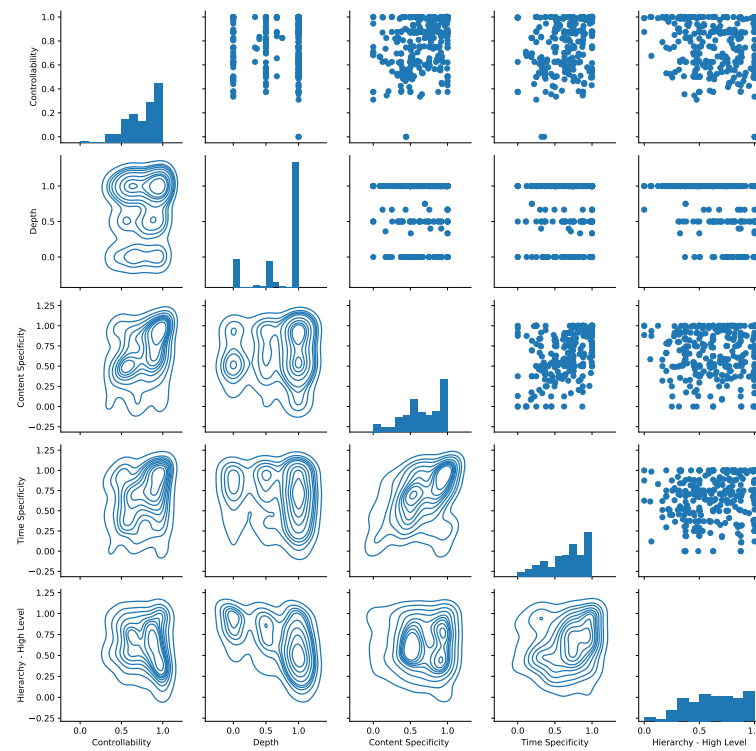 1.0
0.8
0.6
0.4
0.2
0.0
Controllability
1.0
0.5
0.0
Depth
1.25
1.00
0.75
0.50
0.25
0.00
−0.25
Content Specificity
1.25
1.00
0.75
0.50
0.25
0.00
−0.25
Time Specificity
1.25
1.00
0.75
0.50
0.25
0.00
−0.25
Hierarchy - High Level
0.0 0.5 1.0
Controllability
0.0 0.5 1.0
Depth
0.0 0.5 1.0
Content Specificity
0.0 0.5 1.0
Time Specificity
0.0 0.5 1.0
Hierarchy - High Level